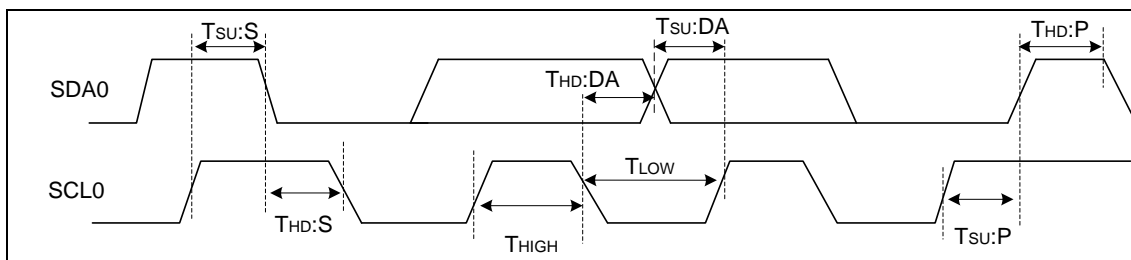 TSU:S
TSU:DA
THD:P
SDA0
THD:DA
SCL0
TLOW
THD:S
THIGH
TSU:P